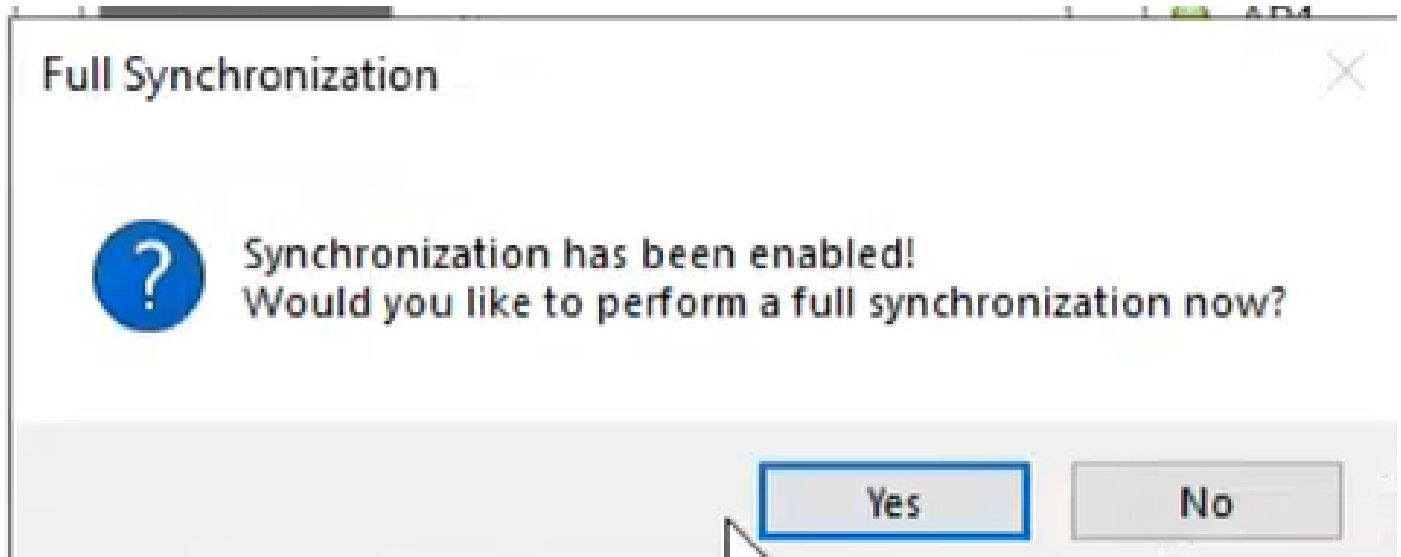 Full Synchronization
Synchronization has been enabled!
Would you like to perform a full synchronization now?
Yes
No